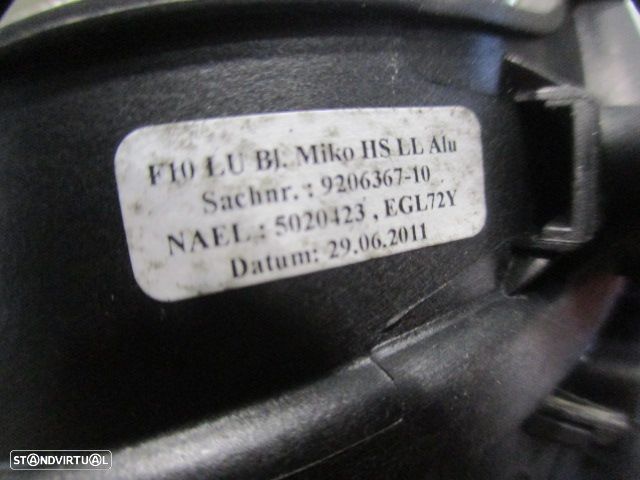 F10 LU Bl. Miko HS LL Alu
Sachnr. : 9206367-10
NAEL : 5020423 , EGL72Y
Datum: 29.06.2011
STANDVIRTUAL